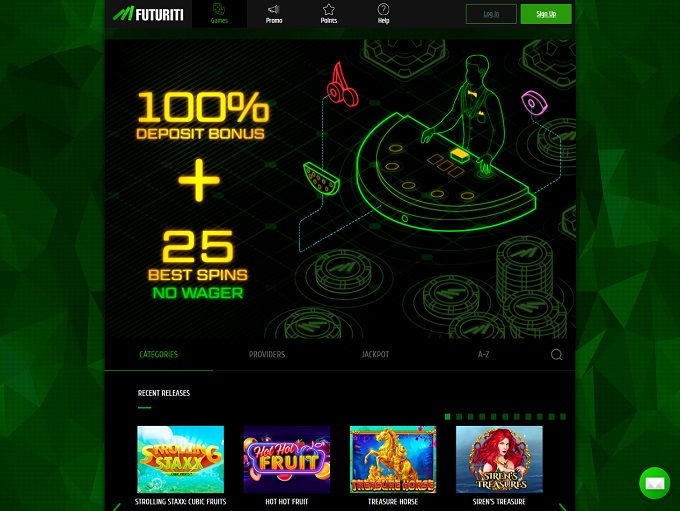 FUTURITI
Games
Promo
Points
Help
Log In
Sign Up
100%
DEPOSIT BONUS
+
25
BEST SPINS
NO WAGER
CATEGORIES
PROVIDERS
JACKPOT
A-Z
RECENT RELEASES
STROLLING
STAXX
CUBIC FRUITS
Hot Hot
FRUIT
TREASURE HORSE
SIREN'S
TREASURES
STROLLING STAXX: CUBIC FRUITS
HOT HOT FRUIT
TREASURE HORSE
SIREN'S TREASURE